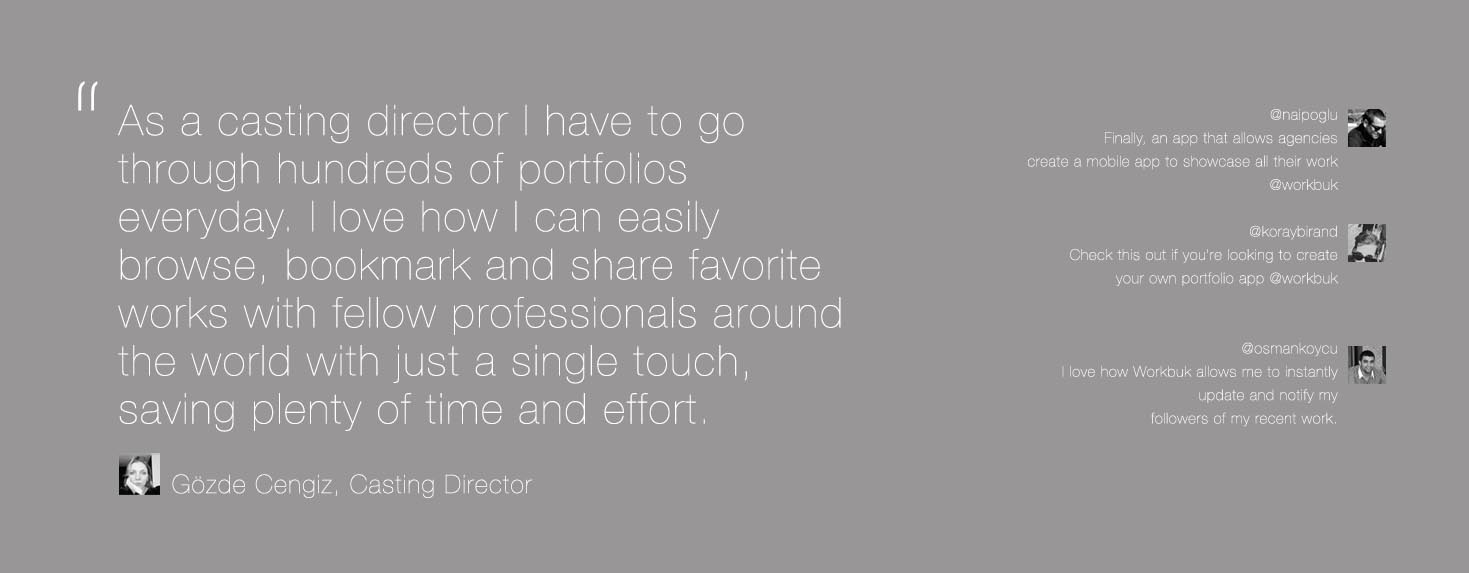 “
As a casting director I have to go
through hundreds of portfolios
everyday. I love how I can easily
browse, bookmark and share favorite
works with fellow professionals around
the world with just a single touch,
saving plenty of time and effort.
Gözde Cengiz, Casting Director
@naipoglu
Finally, an app that allows agencies
create a mobile app to showcase all their work
@workbuk
@koraybirand
Check this out if you're looking to create
your own portfolio app @workbuk
@osmankoycu
I love how Workbuk allows me to instantly
update and notify my
followers of my recent work.